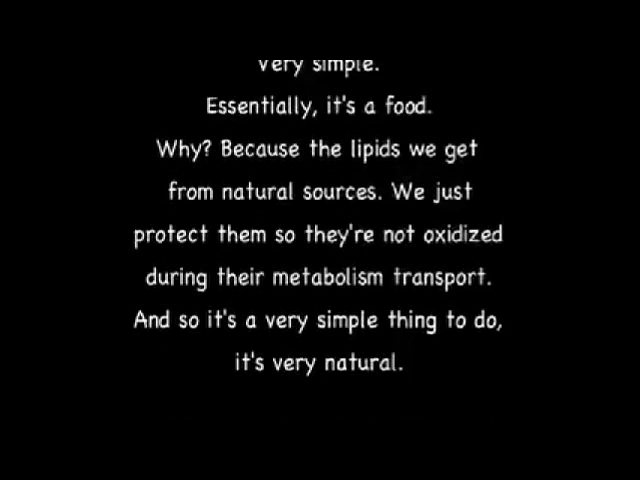 very simple.
Essentially, it's a food.
Why? Because the lipids we get
from natural sources. We just
protect them so they're not oxidized
during their metabolism transport.
And so it's a very simple thing to do,
it's very natural.